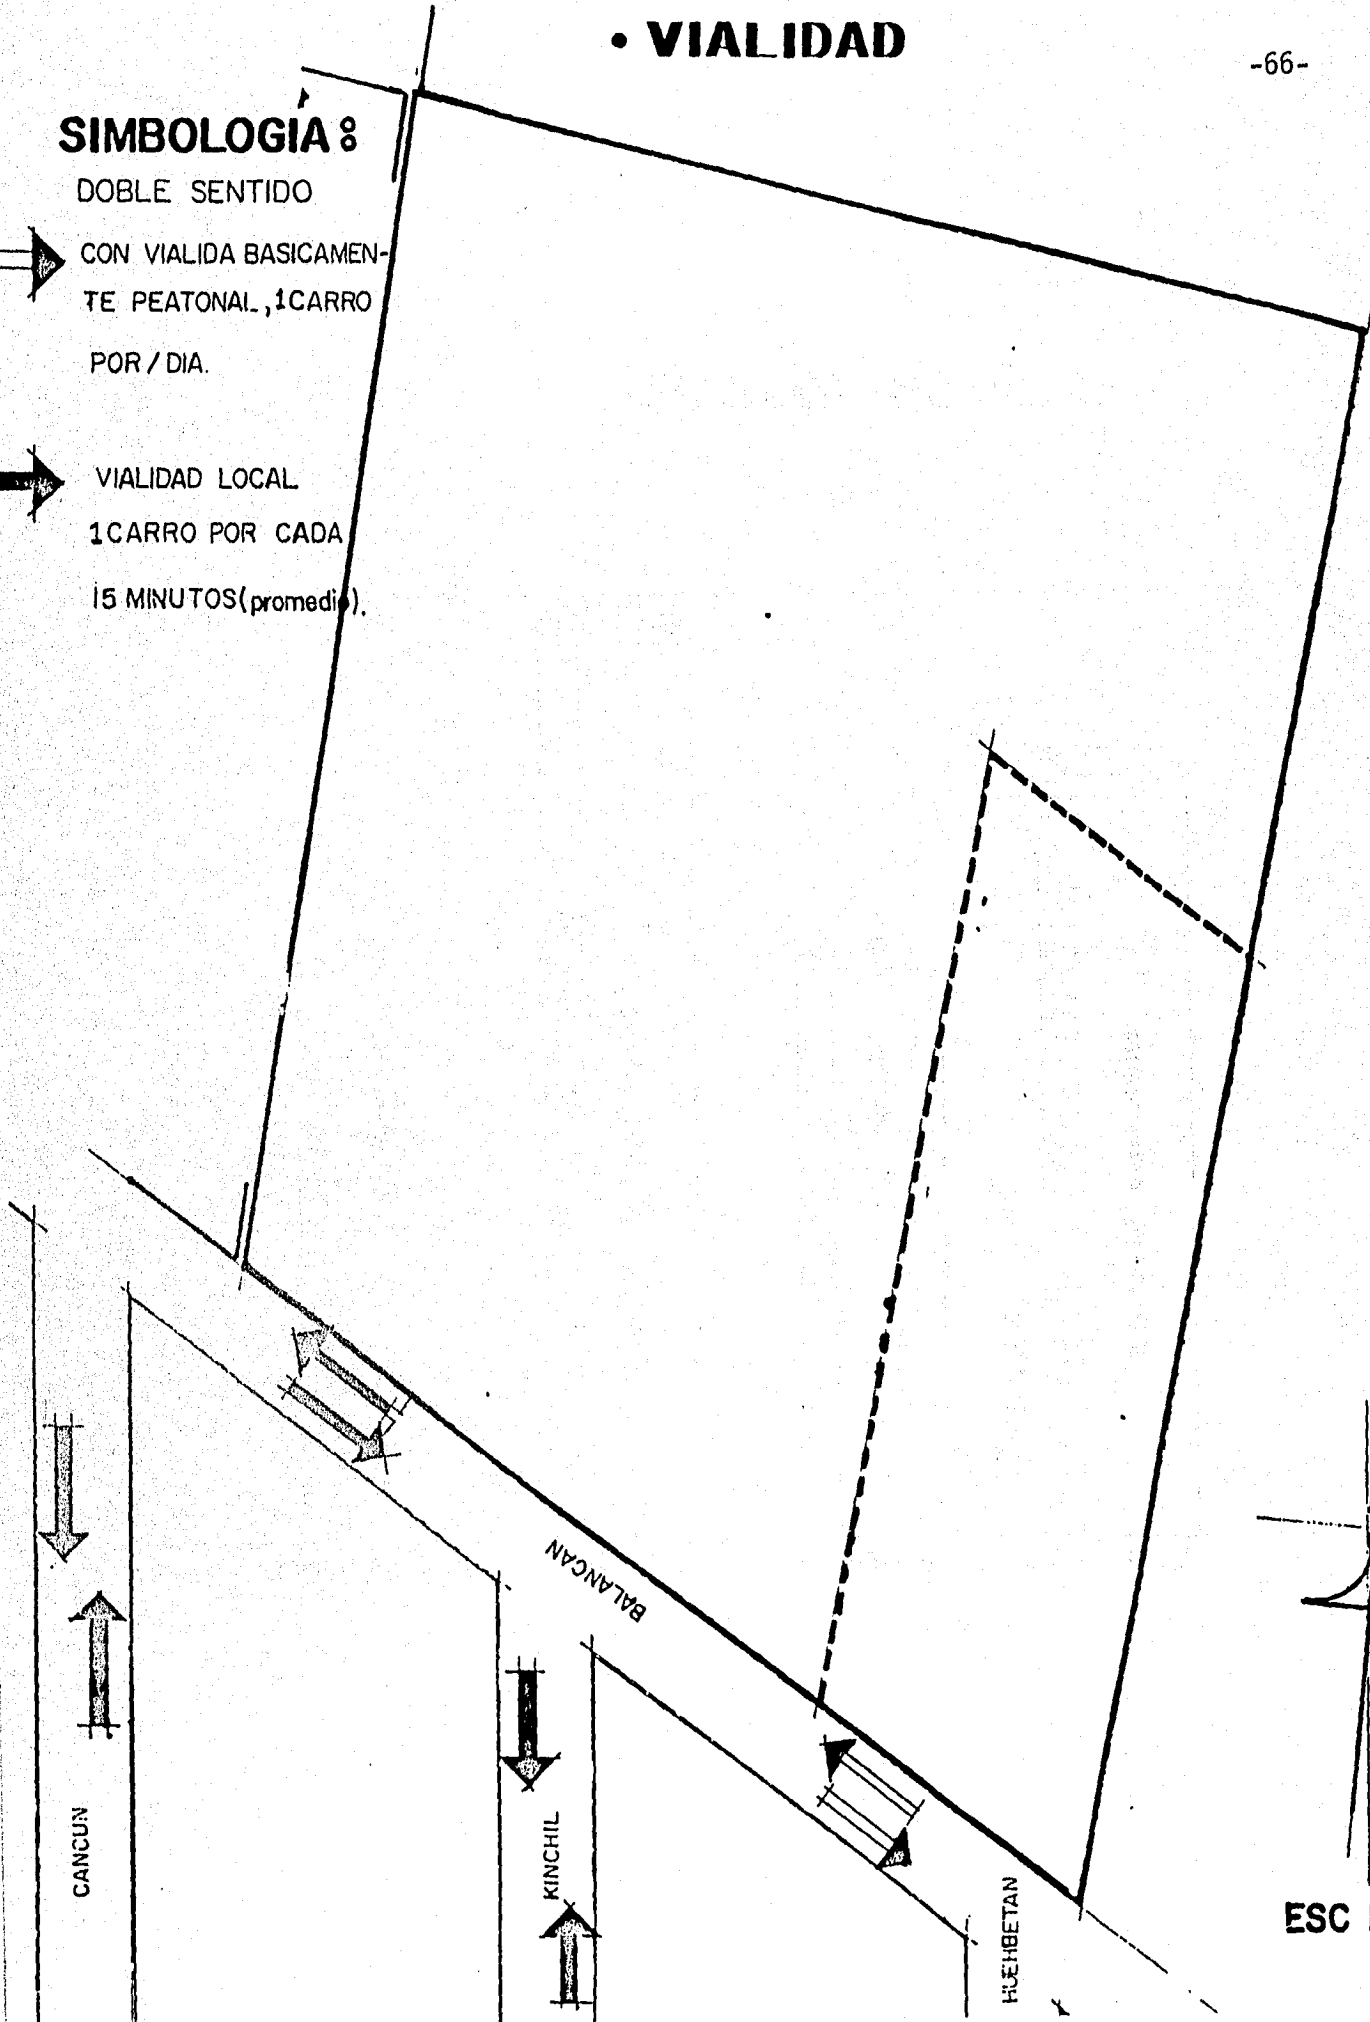 • VIALIDAD
-66-
SIMBOLOGIA:
DOBLE SENTIDO
CON VIALIDA BASICAMEN-
TE PEATONAL, 1CARRO
POR / DIA.
VIALIDAD LOCAL
1CARRO POR CADA
15 MINUTOS (promedio).
BALANCAN
CANCUN
KINCHIL
HUEHBETAN
ESC